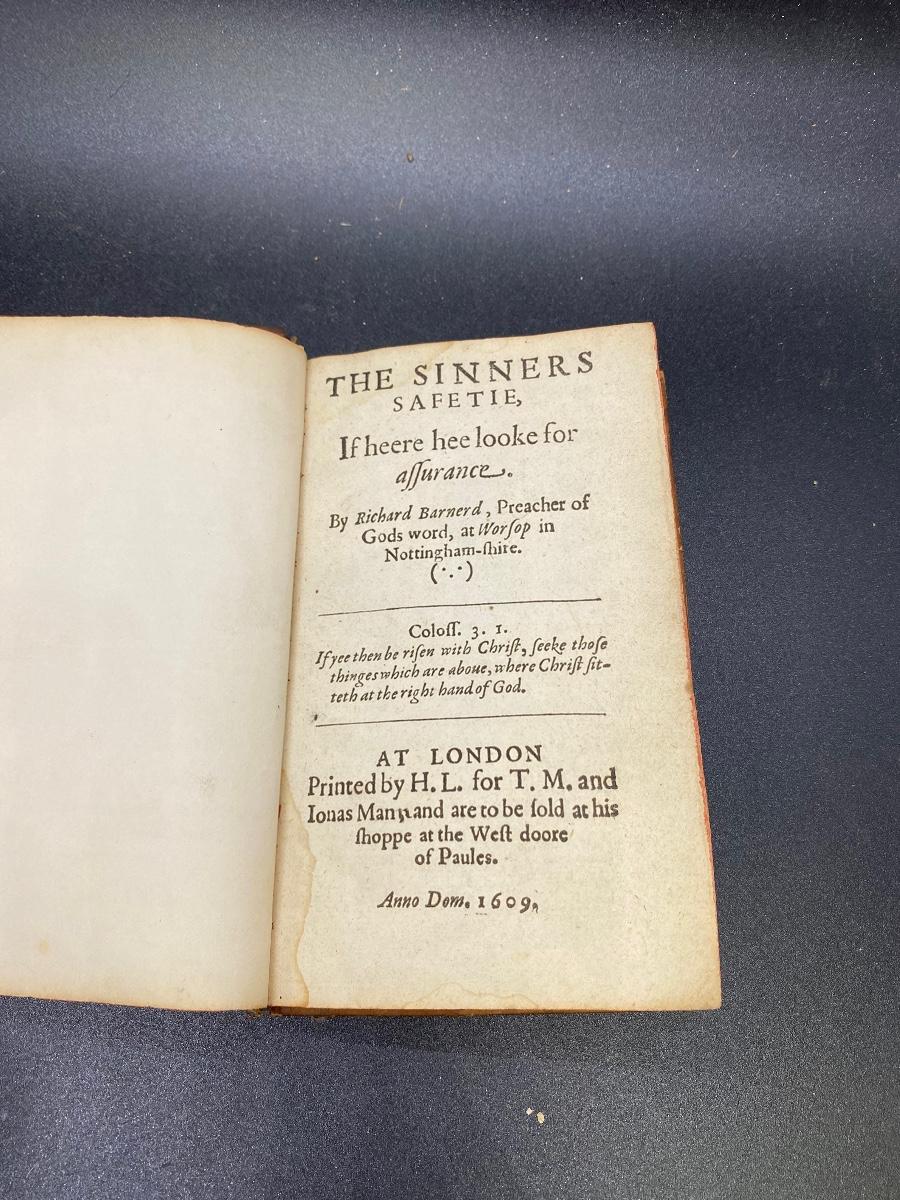 THE SINNERS
SAFETIE,
If heere hee looke for
aſſurance.
By Richard Barnerd, Preacher of
Gods word, at Worſop in
Nottingham-ſhire.
(∵)
Coloſſ. 3. 1.
If yee then be riſen with Chriſt, ſeeke thoſe
thinges which are aboue, where Chriſt ſit-
teth at the right hand of God.
AT LONDON
Printed by H. L. for T. M. and
Ionas Man, and are to be ſold at his
ſhoppe at the Weſt doore
of Paules.
Anno Dom. 1609.